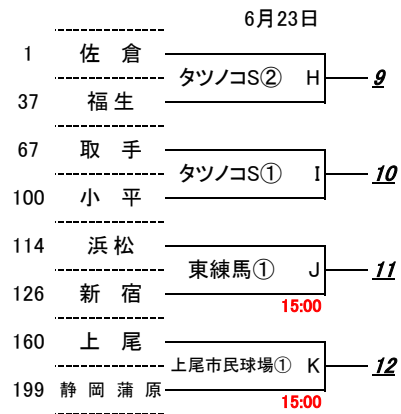 6月23日
1 佐倉
タツノコS② H 9
37 福生
67 取手
タツノコS① I 10
100 小平
114 浜松
東練馬① J 11
126 新宿
15:00
160 上尾
上尾市民球場① K 12
199 静岡蒲原
15:00